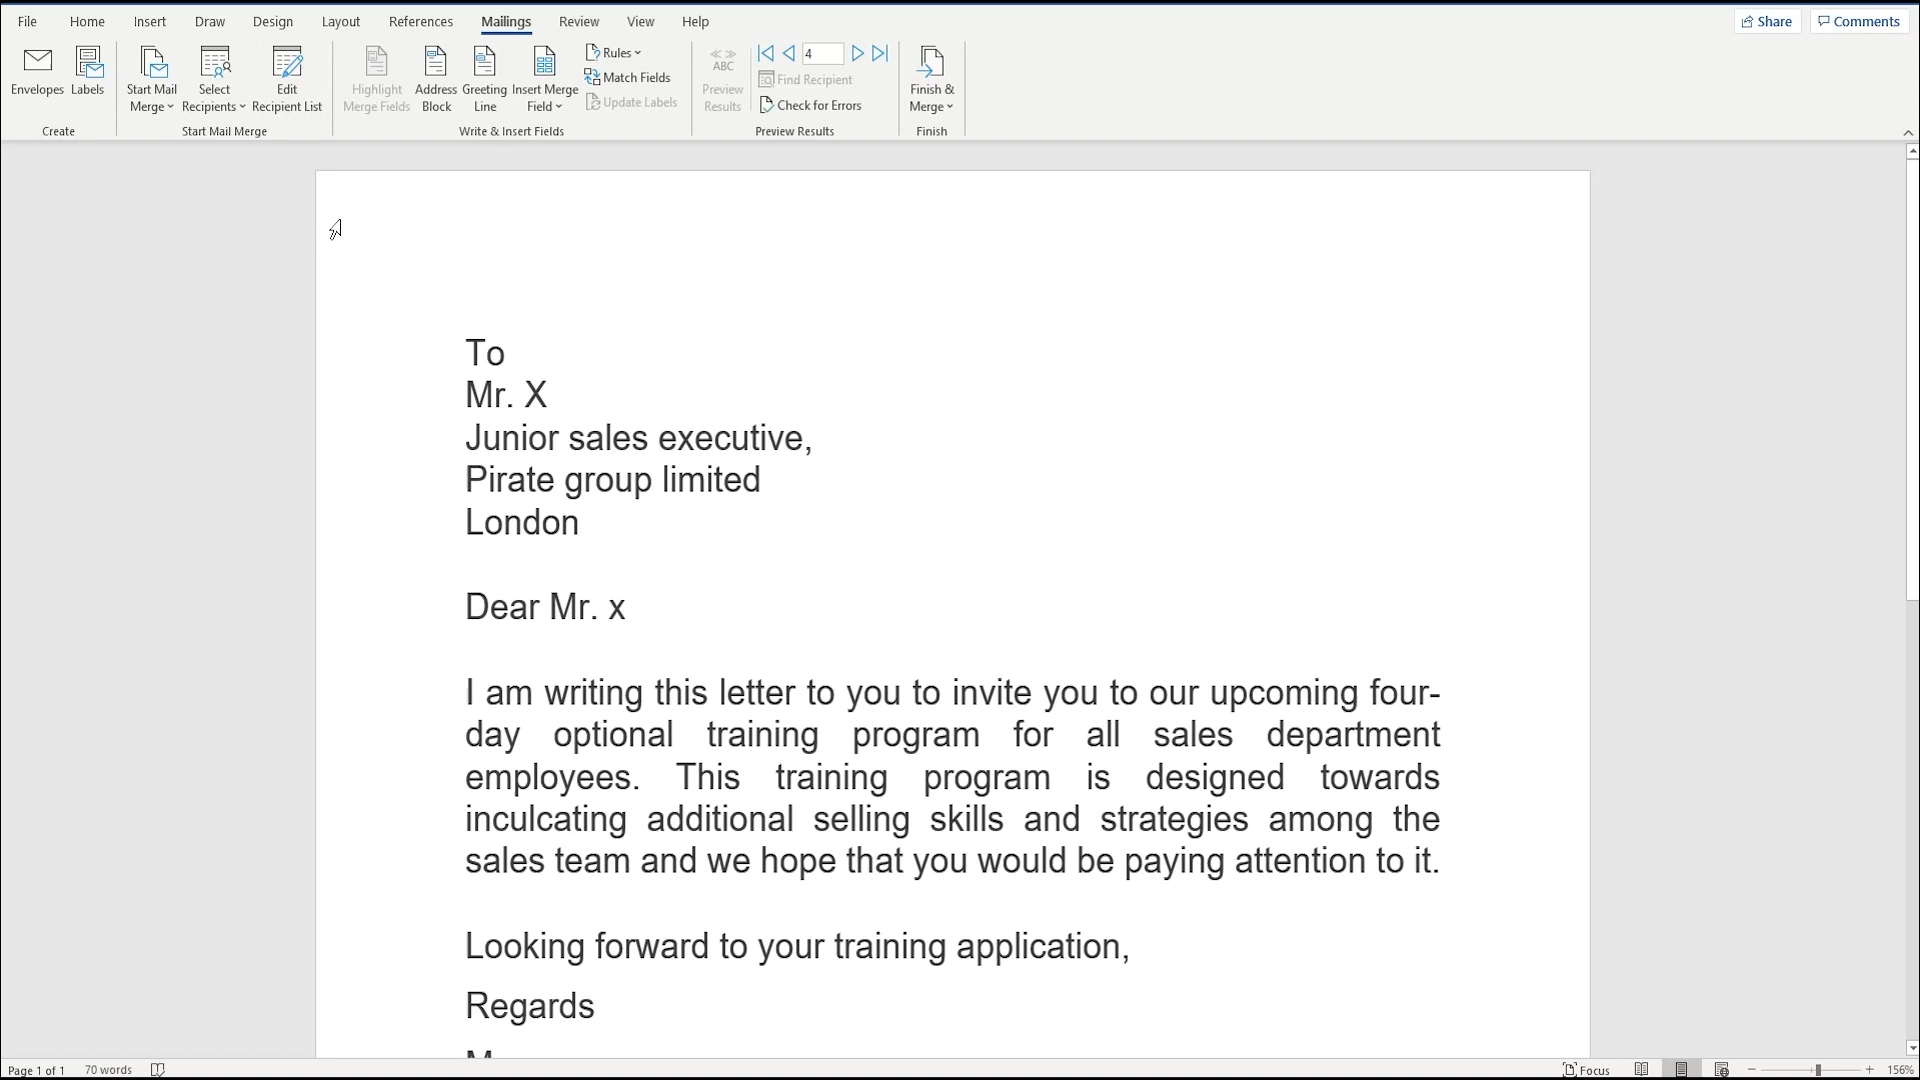 File Home Insert Draw Design Layout References Mailings Review View Help Share Comments
Envelopes Labels
Create
Start Mail Merge
Select Recipients
Edit Recipient List
Start Mail Merge
Highlight Merge Fields
Address Block
Greeting Line
Insert Merge Field
Rules
Match Fields
Update Labels
Write & Insert Fields
ABC
Preview Results
4
Find Recipient
Check for Errors
Preview Results
Finish & Merge
Finish
To
Mr. X
Junior sales executive,
Pirate group limited
London
Dear Mr. x
I am writing this letter to you to invite you to our upcoming four-
day optional training program for all sales department
employees. This training program is designed towards
inculcating additional selling skills and strategies among the
sales team and we hope that you would be paying attention to it.
Looking forward to your training application,
Regards
Page 1 of 1 70 words Focus 156%